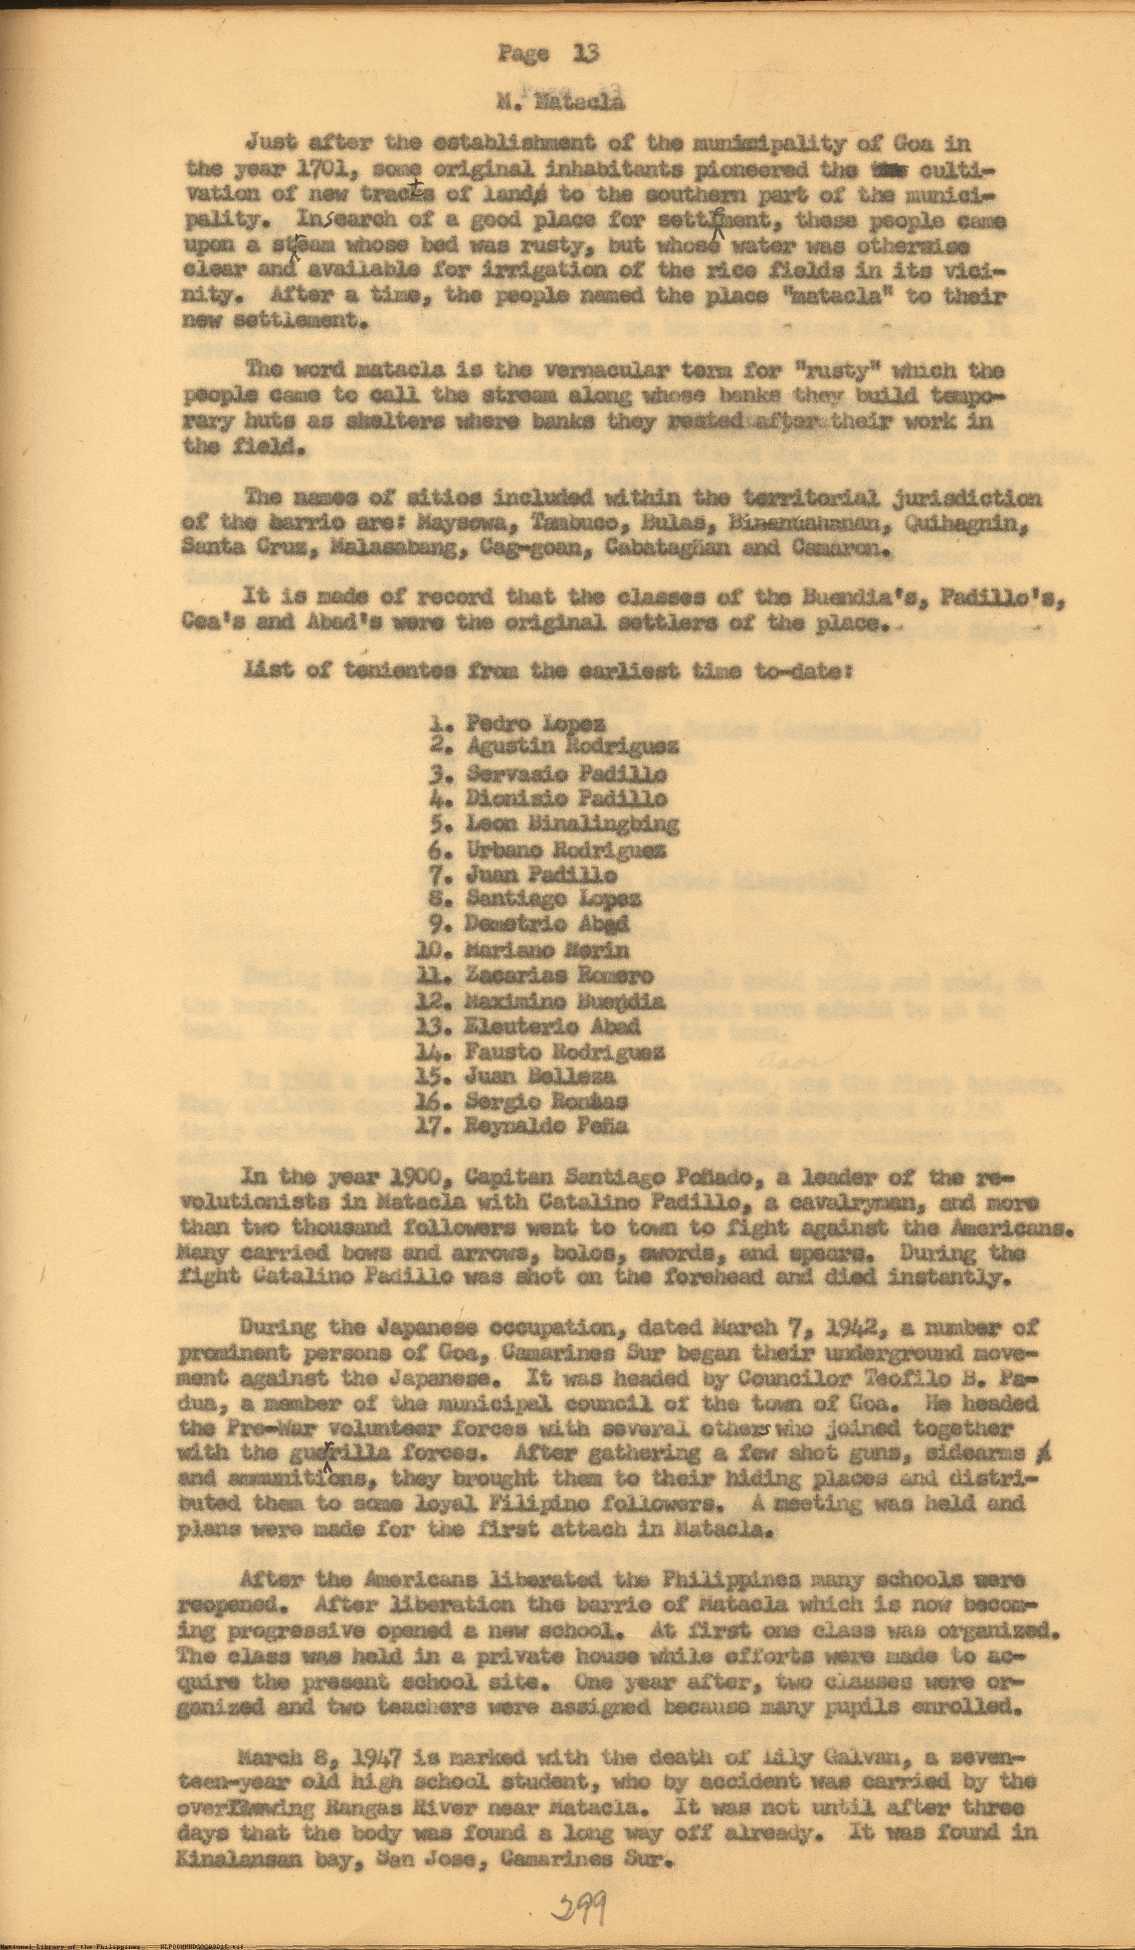 Page 13
M. Matacla
Just after the establishment of the municipality of Goa in
the year 1701, some original inhabitants pioneered the culti-
vation of new tracts of land to the southern part of the munici-
pality. In search of a good place for settlement, these people came
upon a stream whose bed was rusty, but whose water was otherwise
clear and available for irrigation of the rice fields in its vici-
nity. After a time, the people named the place "matacla" to their
new settlement.
The word matacla is the vernacular term for "rusty" which the
people came to call the stream along whose banks they build tempo-
rary huts as shelters where banks they rested after their work in
the field.
The names of sitios included within the territorial jurisdiction
of the barrio are: Maysowa, Tambuco, Bulas, Binanuahanan, Quihagnin,
Santa Cruz, Malasabang, Cag-goan, Cabatagñan and Camaron.
It is made of record that the classes of the Buendia's, Padillo's,
Cea's and Abad's were the original settlers of the place.
List of tenientes from the earliest time to-date:
1. Pedro Lopez
2. Agustin Rodriguez
3. Servasio Padillo
4. Dionisio Padillo
5. Leon Binalingbing
6. Urbano Rodriguez
7. Juan Padillo
8. Santiago Lopez
9. Demetrio Abad
10. Mariano Morin
11. Zacarias Romero
12. Maximino Buendia
13. Eleuterio Abad
14. Fausto Rodriguez
15. Juan Belleza
16. Sergio Rontas
17. Reynaldo Peña
In the year 1900, Capitan Santiago Poñado, a leader of the re-
volutionists in Matacla with Catalino Padillo, a cavalryman, and more
than two thousand followers went to town to fight against the Americans.
Many carried bows and arrows, bolos, swords, and spears. During the
fight Catalino Padillo was shot on the forehead and died instantly.
During the Japanese occupation, dated March 7, 1942, a number of
prominent persons of Goa, Camarines Sur began their underground move-
ment against the Japanese. It was headed by Councilor Teofilo B. Pa-
dua, a member of the municipal council of the town of Goa. He headed
the Pre-War volunteer forces with several others who joined together
with the guerilla forces. After gathering a few shot guns, sidearms
and ammunitions, they brought them to their hiding places and distri-
buted them to some loyal Filipino followers. A meeting was held and
plans were made for the first attach in Matacla.
After the Americans liberated the Philippines many schools were
reopened. After liberation the barrio of Matacla which is now becom-
ing progressive opened a new school. At first one class was organized.
The class was held in a private house while efforts were made to ac-
quire the present school site. One year after, two classes were or-
ganized and two teachers were assigned because many pupils enrolled.
March 8, 1947 is marked with the death of Lily Galvan, a seven-
teen-year old high school student, who by accident was carried by the
overflowing Rangas River near Matacla. It was not until after three
days that the body was found a long way off already. It was found in
Kinalansan bay, San Jose, Camarines Sur.
299
National Library of the Philippines